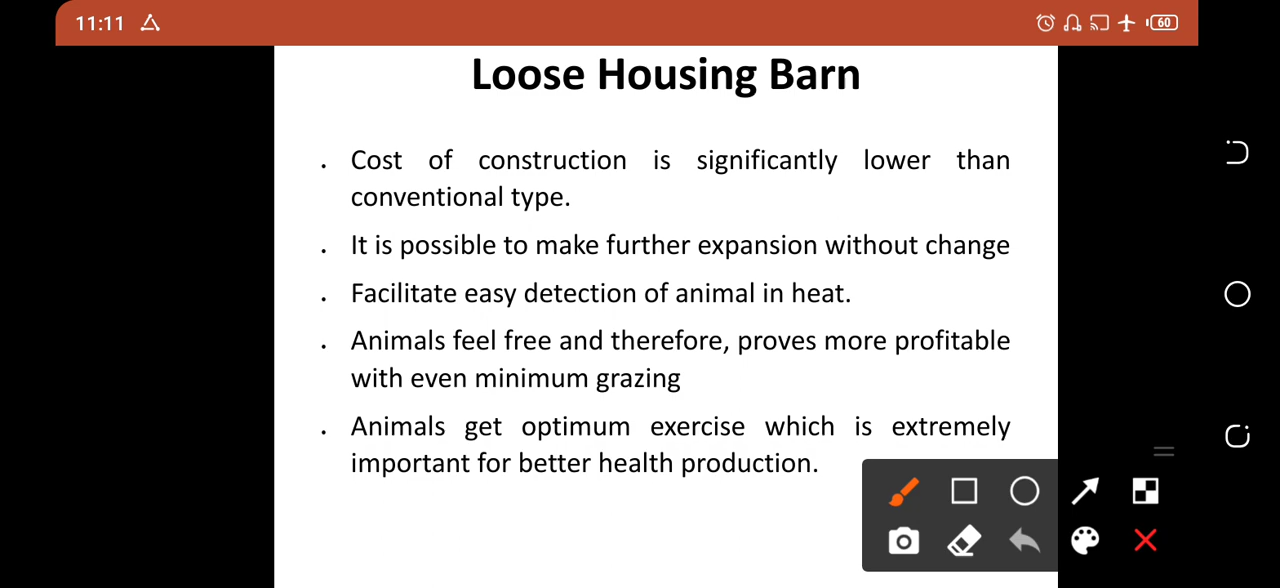 11:11
60
Loose Housing Barn
. Cost of construction is significantly lower than
conventional type.
. It is possible to make further expansion without change
. Facilitate easy detection of animal in heat.
. Animals feel free and therefore, proves more profitable
with even minimum grazing
. Animals get optimum exercise which is extremely
important for better health production.